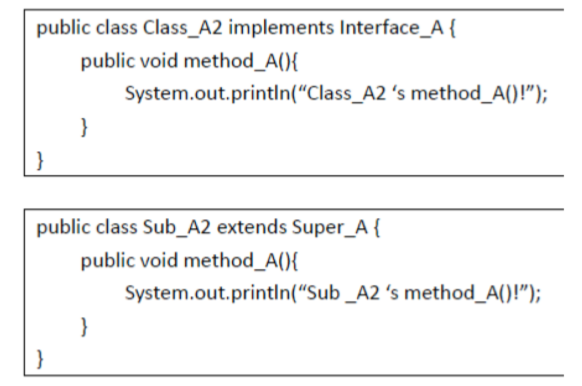 public class Class_A2 implements Interface_A {
public void method_A(){
System.out.println(“Class_A2 ‘s method_A()!”);
}
}
public class Sub_A2 extends Super_A {
public void method_A(){
System.out.println(“Sub _A2 ‘s method_A()!”);
}
}